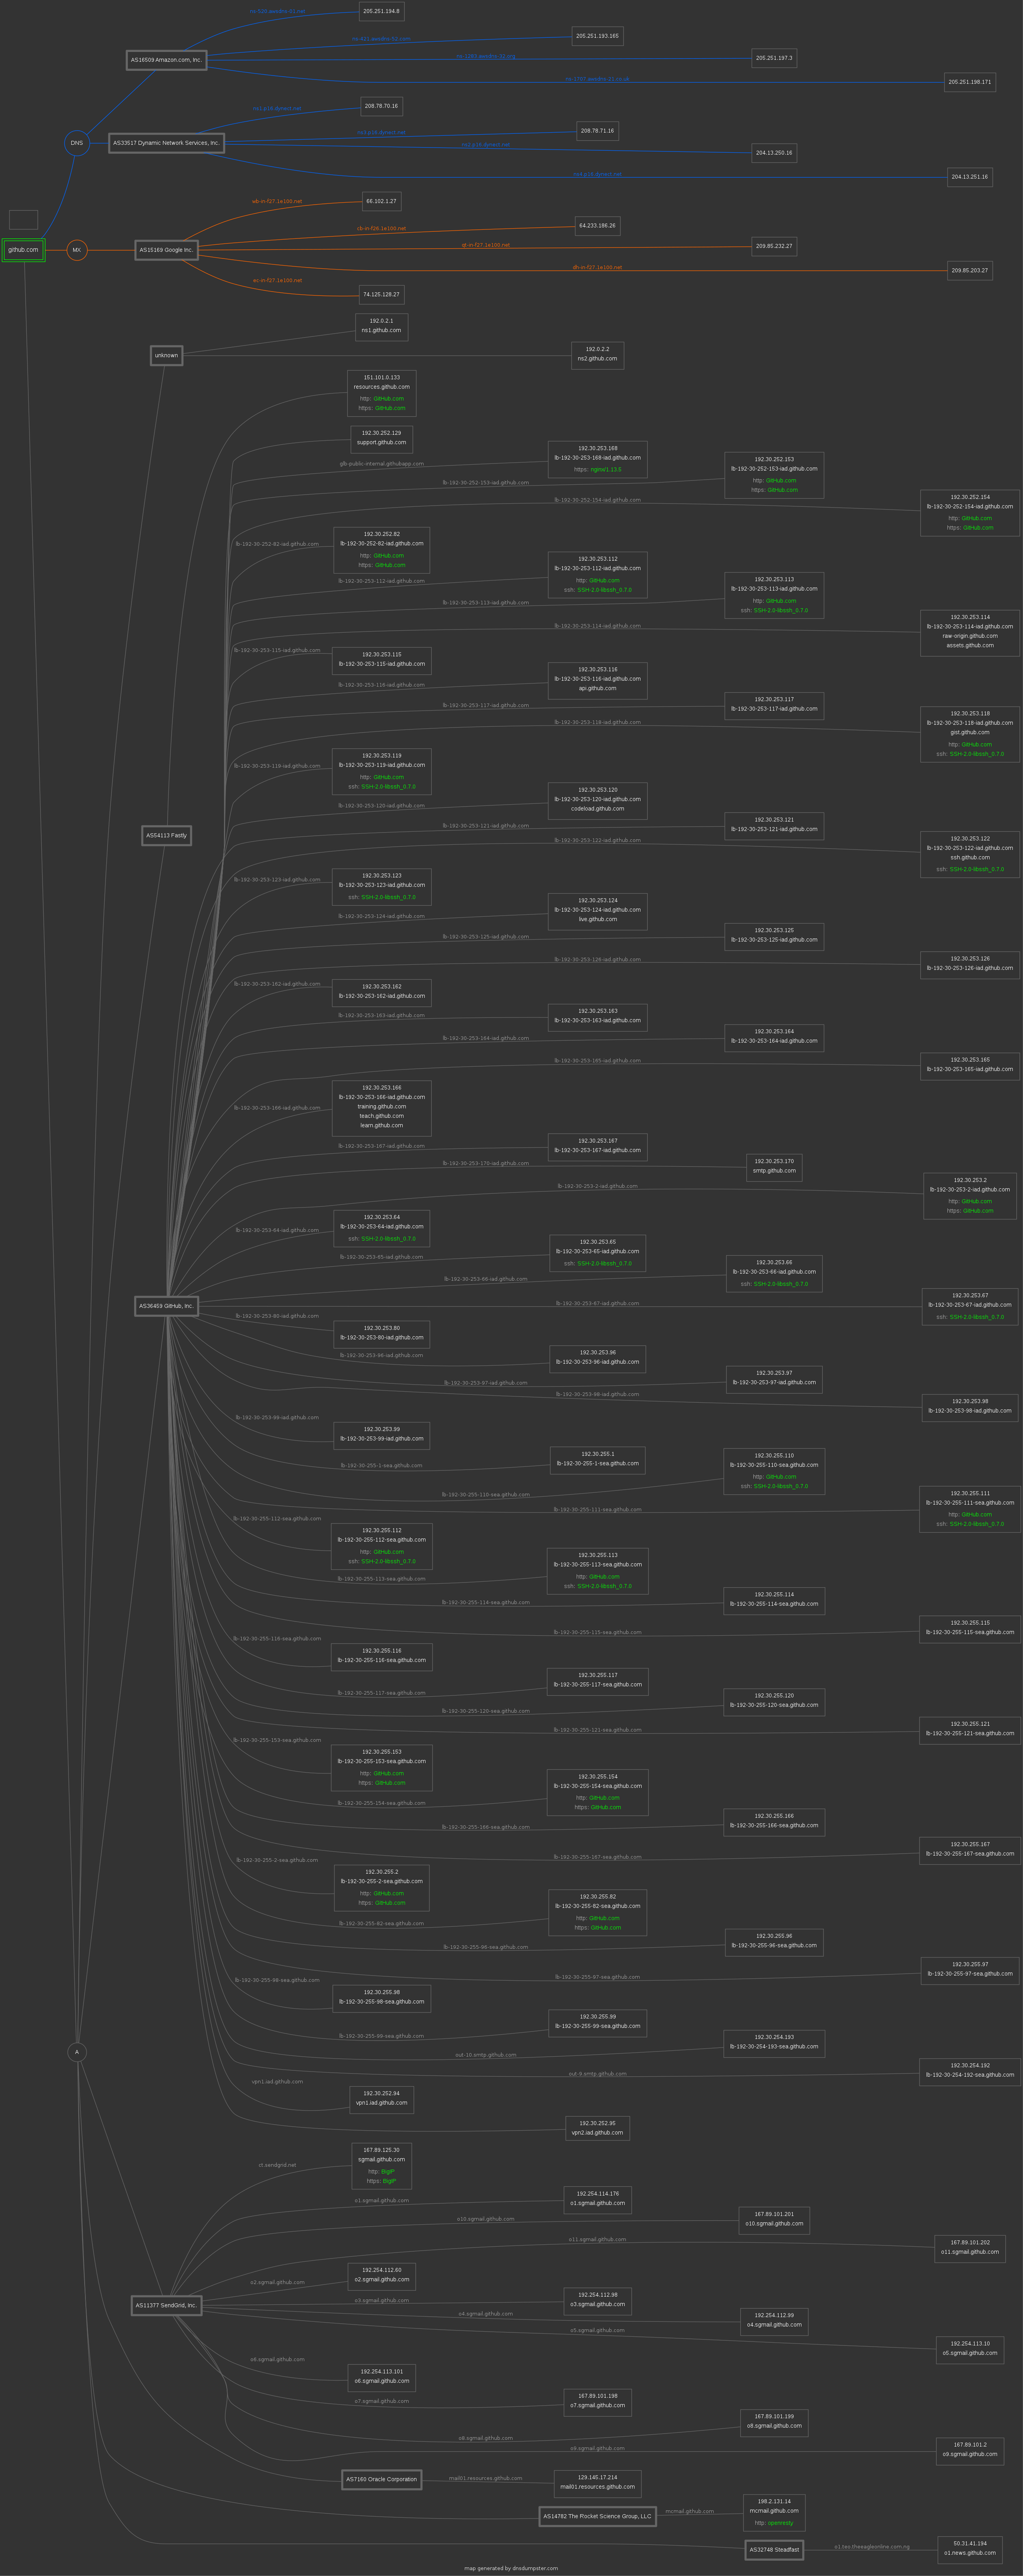 205.251.194.8
205.251.193.165
AS16509 Amazon.com, Inc.
205.251.197.3
205.251.198.171
208.78.70.16
ns1.p16.dynect.net
208.78.71.16
DNS
AS33517 Dynamic Network Services, Inc.
204.13.250.16
204.13.251.16
66.102.1.27
64.233.186.26
209.85.232.27
github.com
MX
AS15169 Google Inc.
209.85.203.27
74.125.128.27
192.0.2.1
ns1.github.com
unknown
192.0.2.2
ns2.github.com
151.101.0.133
resources.github.com
http: GitHub.com
https: GitHub.com
192.30.252.129
support.github.com
glb-public-internal.githubapp.com
192.30.253.168
lb-192-30-253-168-iad.github.com
https: nginx/1.13.6
lb-192-30-252-153-iad.github.com
192.30.252.153
lb-192-30-252-153-iad.github.com
http: GitHub.com
https: GitHub.com
lb-192-30-252-154-iad.github.com
192.30.252.154
lb-192-30-252-154-iad.github.com
http: GitHub.com
https: GitHub.com
lb-192-30-252-82-iad.github.com
192.30.252.82
lb-192-30-252-82-iad.github.com
http: GitHub.com
https: GitHub.com
lb-192-30-253-112-iad.github.com
192.30.253.112
lb-192-30-253-112-iad.github.com
http: GitHub.com
ssh: SSH-2.0-libssh_0.7.0
lb-192-30-253-113-iad.github.com
192.30.253.113
lb-192-30-253-113-iad.github.com
http: GitHub.com
ssh: SSH-2.0-libssh_0.7.0
lb-192-30-253-114-iad.github.com
192.30.253.114
lb-192-30-253-114-iad.github.com
raw-origin.github.com
assets.github.com
lb-192-30-253-115-iad.github.com
192.30.253.115
lb-192-30-253-115-iad.github.com
lb-192-30-253-116-iad.github.com
192.30.253.116
lb-192-30-253-116-iad.github.com
api.github.com
lb-192-30-253-117-iad.github.com
192.30.253.117
lb-192-30-253-117-iad.github.com
lb-192-30-253-118-iad.github.com
192.30.253.118
lb-192-30-253-118-iad.github.com
gist.github.com
http: GitHub.com
ssh: SSH-2.0-libssh_0.7.0
lb-192-30-253-119-iad.github.com
192.30.253.119
lb-192-30-253-119-iad.github.com
http: GitHub.com
ssh: SSH-2.0-libssh_0.7.0
lb-192-30-253-120-iad.github.com
192.30.253.120
lb-192-30-253-120-iad.github.com
codeload.github.com
AS54113 Fastly
lb-192-30-253-121-iad.github.com
192.30.253.121
lb-192-30-253-121-iad.github.com
lb-192-30-253-122-iad.github.com
192.30.253.122
lb-192-30-253-122-iad.github.com
ssh.github.com
ssh: SSH-2.0-libssh_0.7.0
lb-192-30-253-123-iad.github.com
192.30.253.123
lb-192-30-253-123-iad.github.com
ssh: SSH-2.0-libssh_0.7.0
lb-192-30-253-124-iad.github.com
192.30.253.124
lb-192-30-253-124-iad.github.com
live.github.com
lb-192-30-253-125-iad.github.com
192.30.253.125
lb-192-30-253-125-iad.github.com
lb-192-30-253-126-iad.github.com
192.30.253.126
lb-192-30-253-126-iad.github.com
lb-192-30-253-162-iad.github.com
192.30.253.162
lb-192-30-253-162-iad.github.com
lb-192-30-253-163-iad.github.com
192.30.253.163
lb-192-30-253-163-iad.github.com
lb-192-30-253-164-iad.github.com
192.30.253.164
lb-192-30-253-164-iad.github.com
lb-192-30-253-165-iad.github.com
192.30.253.165
lb-192-30-253-165-iad.github.com
lb-192-30-253-166-iad.github.com
192.30.253.166
lb-192-30-253-166-iad.github.com
training.github.com
teach.github.com
learn.github.com
lb-192-30-253-167-iad.github.com
192.30.253.167
lb-192-30-253-167-iad.github.com
lb-192-30-253-170-iad.github.com
192.30.253.170
smtp.github.com
lb-192-30-253-2-iad.github.com
192.30.253.2
lb-192-30-253-2-iad.github.com
http: GitHub.com
https: GitHub.com
lb-192-30-253-64-iad.github.com
192.30.253.64
lb-192-30-253-64-iad.github.com
ssh: SSH-2.0-libssh_0.7.0
lb-192-30-253-65-iad.github.com
192.30.253.65
lb-192-30-253-65-iad.github.com
ssh: SSH-2.0-libssh_0.7.0
lb-192-30-253-66-iad.github.com
192.30.253.66
lb-192-30-253-66-iad.github.com
ssh: SSH-2.0-libssh_0.7.0
AS36459 GitHub, Inc.
lb-192-30-253-67-iad.github.com
192.30.253.67
lb-192-30-253-67-iad.github.com
ssh: SSH-2.0-libssh_0.7.0
lb-192-30-253-80-iad.github.com
192.30.253.80
lb-192-30-253-80-iad.github.com
lb-192-30-253-96-iad.github.com
192.30.253.96
lb-192-30-253-96-iad.github.com
lb-192-30-253-97-iad.github.com
192.30.253.97
lb-192-30-253-97-iad.github.com
lb-192-30-253-98-iad.github.com
192.30.253.98
lb-192-30-253-98-iad.github.com
lb-192-30-253-99-iad.github.com
192.30.253.99
lb-192-30-253-99-iad.github.com
lb-192-30-255-1-sea.github.com
192.30.255.1
lb-192-30-255-1-sea.github.com
lb-192-30-255-110-sea.github.com
192.30.255.110
lb-192-30-255-110-sea.github.com
http: GitHub.com
ssh: SSH-2.0-libssh_0.7.0
lb-192-30-255-111-sea.github.com
192.30.255.111
lb-192-30-255-111-sea.github.com
http: GitHub.com
ssh: SSH-2.0-libssh_0.7.0
lb-192-30-255-112-sea.github.com
192.30.255.112
lb-192-30-255-112-sea.github.com
http: GitHub.com
ssh: SSH-2.0-libssh_0.7.0
lb-192-30-255-113-sea.github.com
192.30.255.113
lb-192-30-255-113-sea.github.com
http: GitHub.com
ssh: SSH-2.0-libssh_0.7.0
lb-192-30-255-114-sea.github.com
192.30.255.114
lb-192-30-255-114-sea.github.com
lb-192-30-255-115-sea.github.com
192.30.255.115
lb-192-30-255-115-sea.github.com
lb-192-30-255-116-sea.github.com
192.30.255.116
lb-192-30-255-116-sea.github.com
lb-192-30-255-117-sea.github.com
192.30.255.117
lb-192-30-255-117-sea.github.com
lb-192-30-255-120-sea.github.com
192.30.255.120
lb-192-30-255-120-sea.github.com
lb-192-30-255-121-sea.github.com
192.30.255.121
lb-192-30-255-121-sea.github.com
lb-192-30-255-153-sea.github.com
192.30.255.153
lb-192-30-255-153-sea.github.com
http: GitHub.com
https: GitHub.com
lb-192-30-255-154-sea.github.com
192.30.255.154
lb-192-30-255-154-sea.github.com
http: GitHub.com
https: GitHub.com
lb-192-30-255-166-sea.github.com
192.30.255.166
lb-192-30-255-166-sea.github.com
lb-192-30-255-167-sea.github.com
192.30.255.167
lb-192-30-255-167-sea.github.com
lb-192-30-255-2-sea.github.com
192.30.255.2
lb-192-30-255-2-sea.github.com
http: GitHub.com
https: GitHub.com
lb-192-30-255-82-sea.github.com
192.30.255.82
lb-192-30-255-82-sea.github.com
http: GitHub.com
https: GitHub.com
lb-192-30-255-96-sea.github.com
192.30.255.96
lb-192-30-255-96-sea.github.com
lb-192-30-255-97-sea.github.com
192.30.255.97
lb-192-30-255-97-sea.github.com
lb-192-30-255-98-sea.github.com
192.30.255.98
lb-192-30-255-98-sea.github.com
lb-192-30-255-99-sea.github.com
192.30.255.99
lb-192-30-255-99-sea.github.com
A
out-10.smtp.github.com
192.30.254.193
lb-192-30-254-193-sea.github.com
out-9.smtp.github.com
192.30.254.192
lb-192-30-254-192-sea.github.com
vpn1.iad.github.com
192.30.252.94
vpn1.iad.github.com
192.30.252.95
vpn2.iad.github.com
ct.sendgrid.net
167.89.125.30
sgmail.github.com
http: BigIP
https: BigIP
o1.sgmail.github.com
192.254.114.176
o1.sgmail.github.com
o10.sgmail.github.com
167.89.101.201
o10.sgmail.github.com
o11.sgmail.github.com
167.89.101.202
o11.sgmail.github.com
o2.sgmail.github.com
192.254.112.60
o2.sgmail.github.com
AS11377 SendGrid, Inc.
o3.sgmail.github.com
192.254.112.98
o3.sgmail.github.com
o4.sgmail.github.com
192.254.112.99
o4.sgmail.github.com
o5.sgmail.github.com
192.254.113.10
o5.sgmail.github.com
o6.sgmail.github.com
192.254.113.101
o6.sgmail.github.com
o7.sgmail.github.com
167.89.101.198
o7.sgmail.github.com
o8.sgmail.github.com
167.89.101.199
o8.sgmail.github.com
o9.sgmail.github.com
167.89.101.2
o9.sgmail.github.com
AS7160 Oracle Corporation
mail01.resources.github.com
129.145.17.214
mail01.resources.github.com
AS14782 The Rocket Science Group, LLC
mcmail.github.com
198.2.131.14
mcmail.github.com
http: openresty
AS32748 Steadfast
o1.tec.theeagleonline.com.ng
50.31.41.194
o1.news.github.com
map generated by dnsdumpster.com